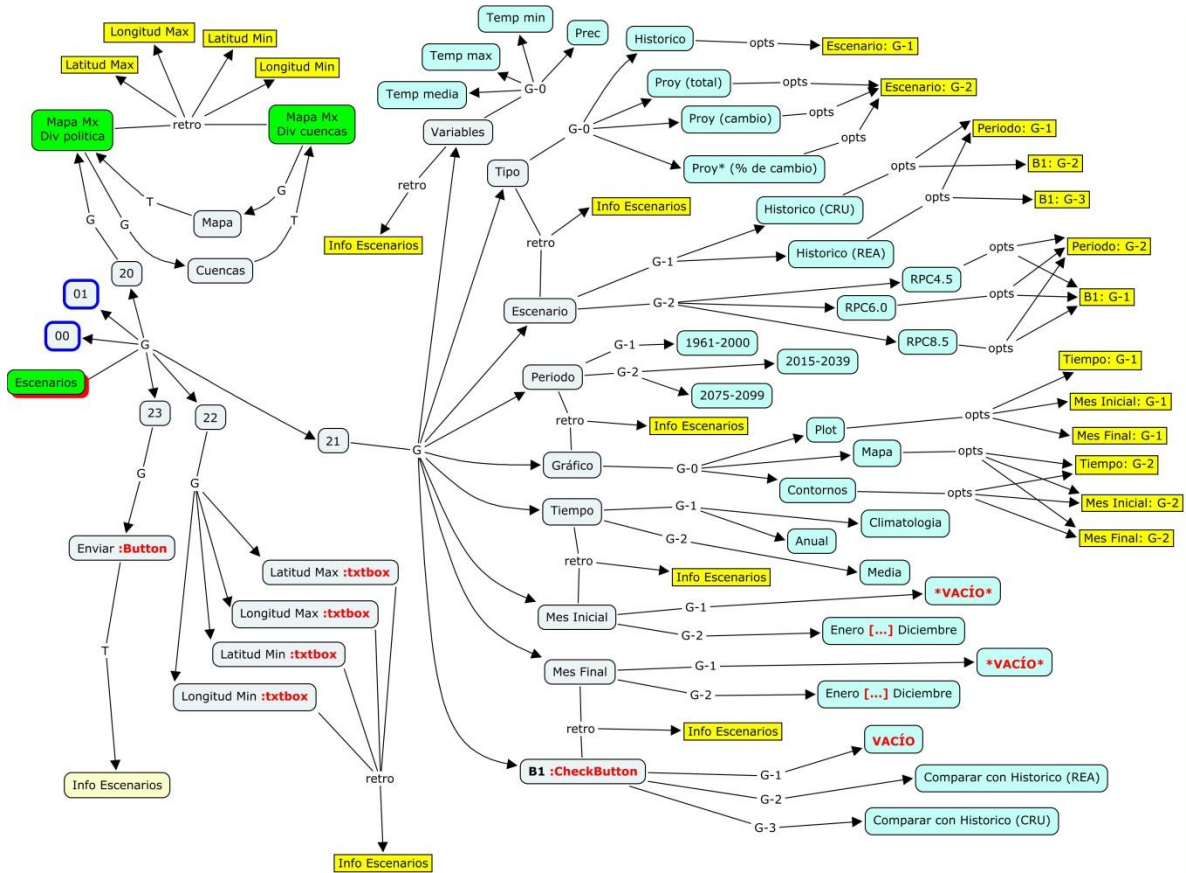 Temp min
Longitud Max
Latitud Min
Prec
Historico
opts
Escenario: G-1
Latitud Max
Longitud Min
Temp max
G-0
Temp media
Proy (total)
opts
Escenario: G-2
Mapa Mx
Div politica
retro
Mapa Mx
Div cuencas
Variables
G-0
Proy (cambio)
opts
Periodo: G-1
Tipo
Proy* (% de cambio)
opts
opts
B1: G-2
retro
G
T
Mapa
Info Escenarios
Historico (CRU)
opts
B1: G-3
G
G
T
Info Escenarios
retro
Historico (REA)
Periodo: G-2
G-1
Cuencas
20
01
RPC4.5
opts
Escenario
G-2
RPC6.0
opts
B1: G-1
00
G
RPC8.5
opts
Escenarios
G-1
1961-2000
Periodo
G-2
2015-2039
Tiempo: G-1
2075-2099
Mes Inicial: G-1
23
22
retro
Info Escenarios
Plot
opts
Mes Final: G-1
21
G
Gráfico
G-0
Mapa
opts
Tiempo: G-2
G
G
Contornos
opts
Mes Inicial: G-2
Tiempo
G-1
Climatologia
Anual
Mes Final: G-2
Enviar :Button
G-2
Media
retro
Info Escenarios
Latitud Max :txtbox
*VACÍO*
Longitud Max :txtbox
Mes Inicial
G-1
G-2
Enero [...] Diciembre
T
Latitud Min :txtbox
Mes Final
G-1
*VACÍO*
Longitud Min :txtbox
G-2
Enero [...] Diciembre
retro
Info Escenarios
VACÍO
B1 :CheckButton
G-1
Info Escenarios
retro
G-2
Comparar con Historico (REA)
G-3
Comparar con Historico (CRU)
Info Escenarios